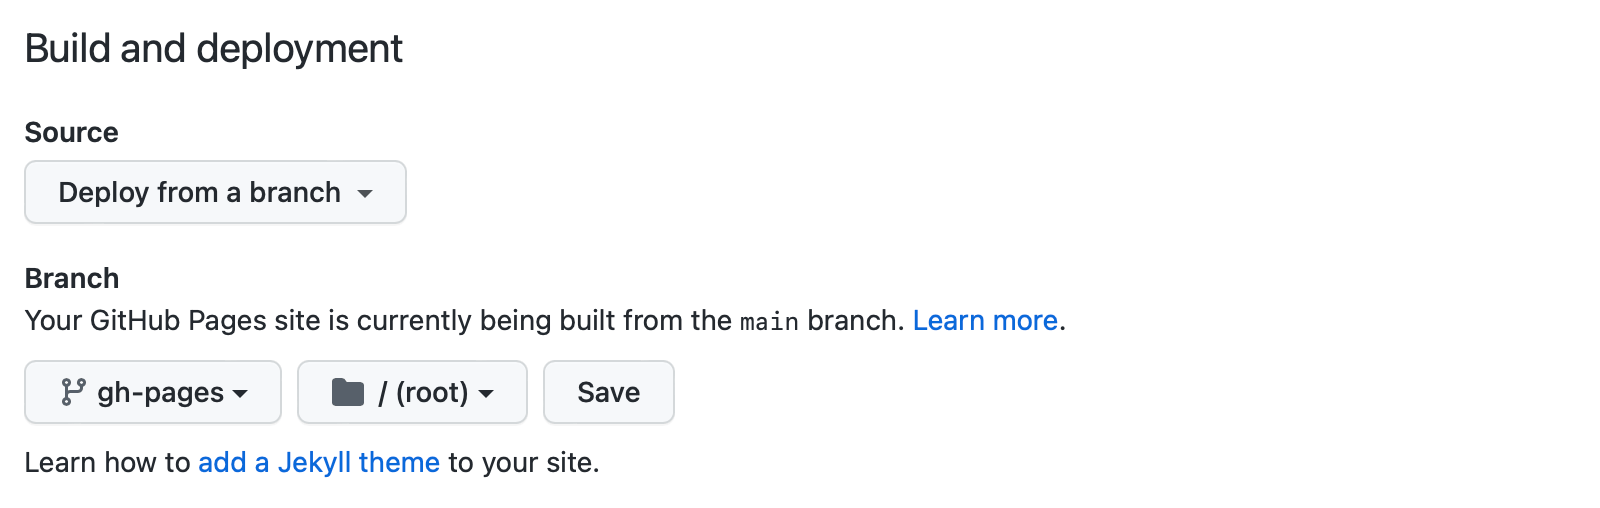 Build and deployment
Source
Deploy from a branch
Branch
Your GitHub Pages site is currently being built from the main branch. Learn more.
gh-pages / (root) Save
Learn how to add a Jekyll theme to your site.